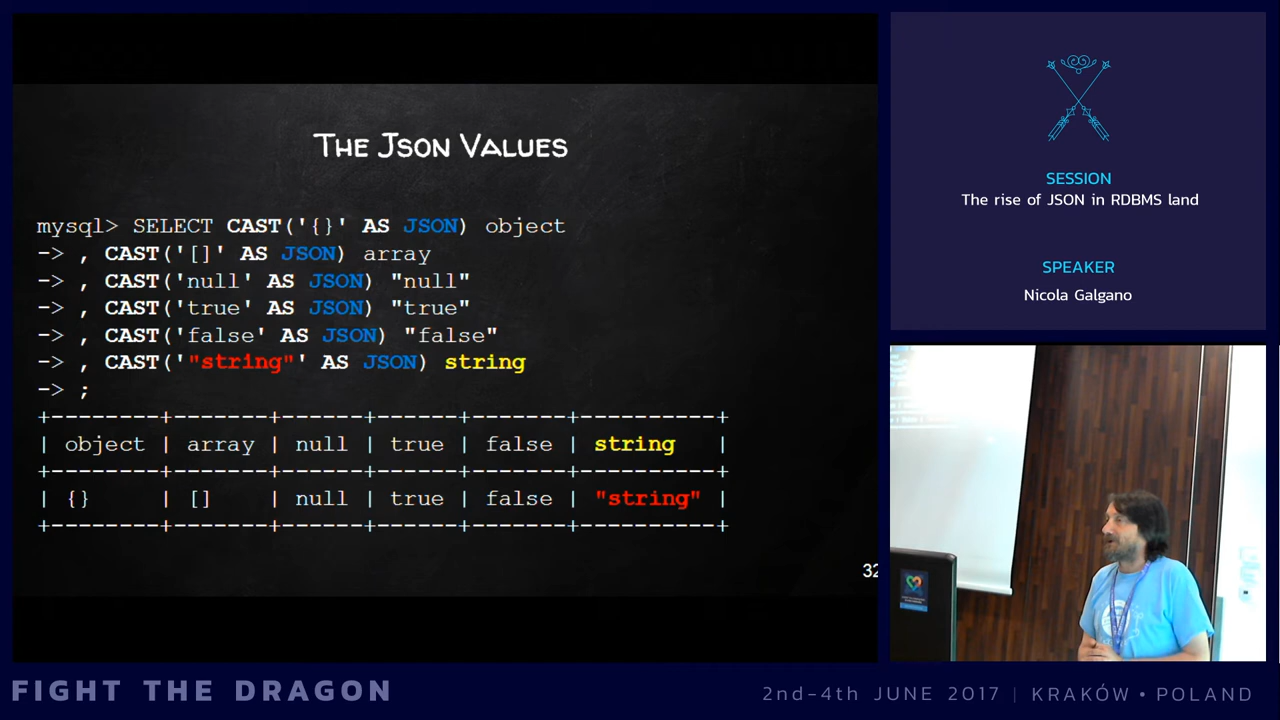 The Json Values
mysql> SELECT CAST('{}' AS JSON) object
-> , CAST('[]' AS JSON) array
-> , CAST('null' AS JSON) "null"
-> , CAST('true' AS JSON) "true"
-> , CAST('false' AS JSON) "false"
-> , CAST('"string"' AS JSON) string
-> ;
+--------+-------+------+------+-------+----------+
| object | array | null | true | false | string |
+--------+-------+------+------+-------+----------+
| {} | [] | null | true | false | "string" |
+--------+-------+------+------+-------+----------+
32
SESSION
The rise of JSON in RDBMS land
SPEAKER
Nicola Galgano
FIGHT THE DRAGON
2nd-4th JUNE 2017 | KRAKÓW • POLAND